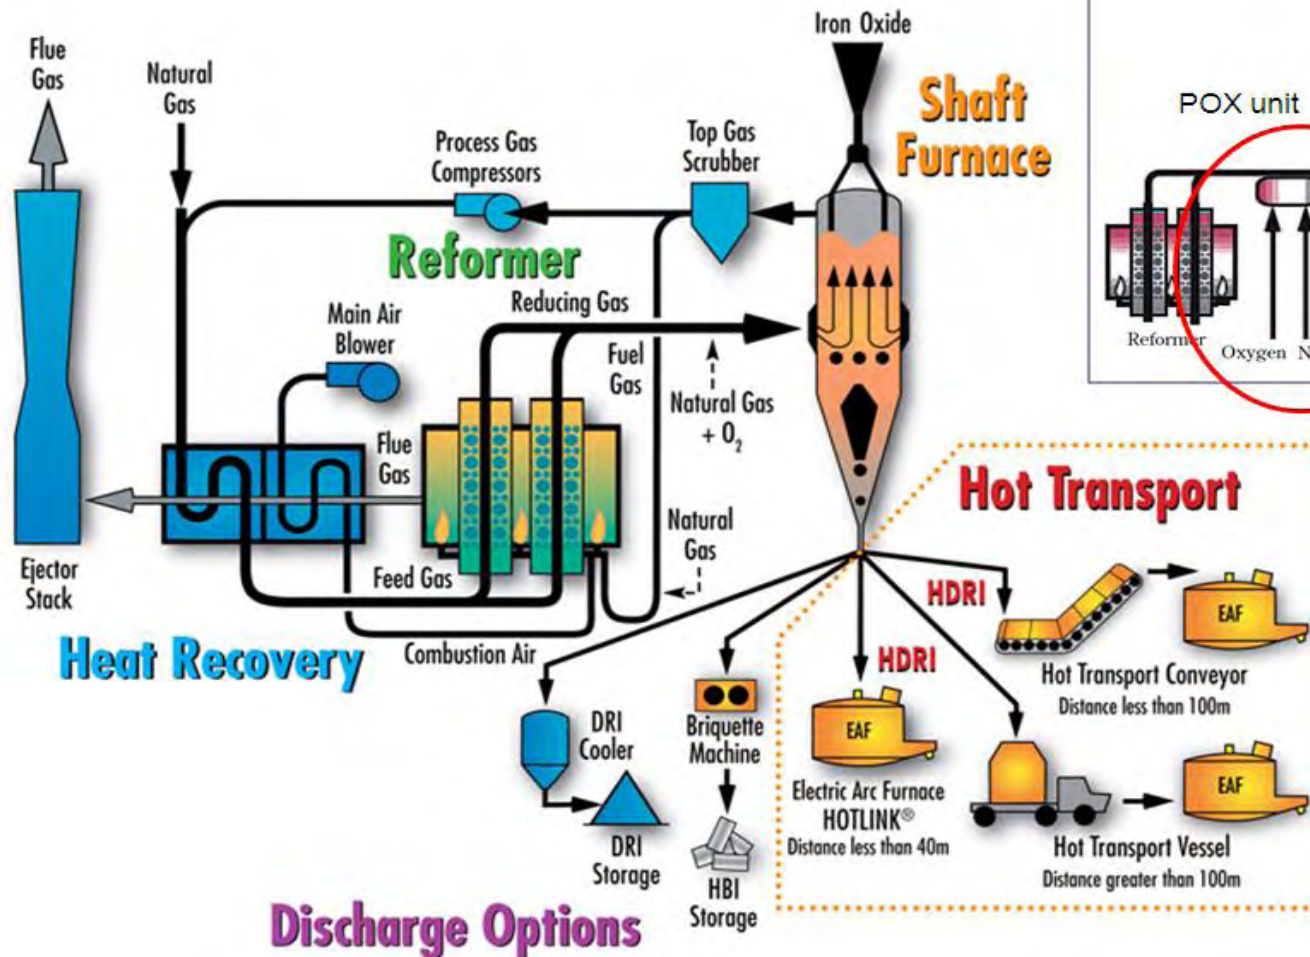 Iron Oxide
Flue
Gas
Natural
Gas
Shaft
Furnace
POX unit
Process Gas
Compressors
Top Gas
Scrubber
Reformer
Reducing Gas
Main Air
Blower
Fuel
Gas
Natural Gas
+ O₂
Reformer
Oxygen N
Flue
Gas
Hot Transport
Natural
Gas
Ejector
Stack
Feed Gas
HDRI
EAF
Heat Recovery
Combustion Air
HDRI
Hot Transport Conveyor
Distance less than 100m
DRI
Cooler
Briquette
Machine
EAF
EAF
Electric Arc Furnace
HOTLINK®
Distance less than 40m
Hot Transport Vessel
Distance greater than 100m
DRI
Storage
HBI
Storage
Discharge Options